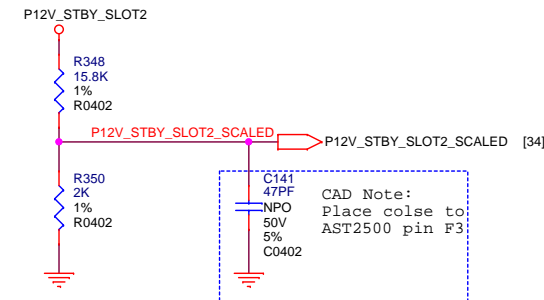 P12V_STBY_SLOT2
R348
15.8K
1%
R0402
P12V_STBY_SLOT2_SCALED
P12V_STBY_SLOT2_SCALED [34]
R350
2K
1%
R0402
C141
47PF
NPO
50V
5%
C0402
CAD Note:
Place colse to
AST2500 pin F3